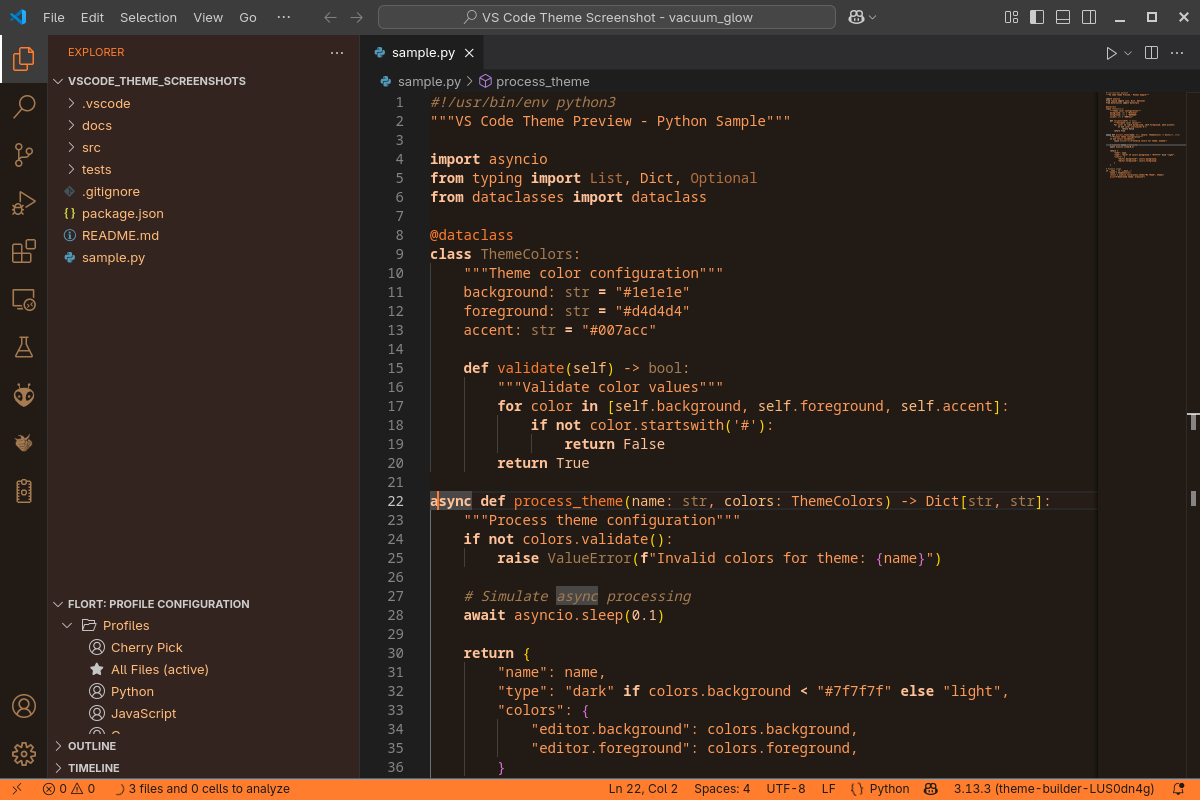 File Edit Selection View Go ···
VS Code Theme Screenshot - vacuum_glow
EXPLORER
VSCODE_THEME_SCREENSHOTS
.vscode
docs
src
tests
.gitignore
package.json
README.md
sample.py
FLORT: PROFILE CONFIGURATION
Profiles
Cherry Pick
All Files (active)
Python
JavaScript
OUTLINE
TIMELINE
sample.py
sample.py > process_theme
1 #!/usr/bin/env python3
2 """VS Code Theme Preview - Python Sample"""
3
4 import asyncio
5 from typing import List, Dict, Optional
6 from dataclasses import dataclass
7
8 @dataclass
9 class ThemeColors:
10 """Theme color configuration"""
11 background: str = "#1e1e1e"
12 foreground: str = "#d4d4d4"
13 accent: str = "#007acc"
14
15 def validate(self) -> bool:
16 """Validate color values"""
17 for color in [self.background, self.foreground, self.accent]:
18 if not color.startswith('#'):
19 return False
20 return True
21
22 async def process_theme(name: str, colors: ThemeColors) -> Dict[str, str]:
23 """Process theme configuration"""
24 if not colors.validate():
25 raise ValueError(f"Invalid colors for theme: {name}")
26
27 # Simulate async processing
28 await asyncio.sleep(0.1)
29
30 return {
31 "name": name,
32 "type": "dark" if colors.background < "#7f7f7f" else "light",
33 "colors": {
34 "editor.background": colors.background,
35 "editor.foreground": colors.foreground,
36 }
0 0 3 files and 0 cells to analyze Ln 22, Col 2 Spaces: 4 UTF-8 LF {} Python 3.13.3 (theme-builder-LUS0dn4g)